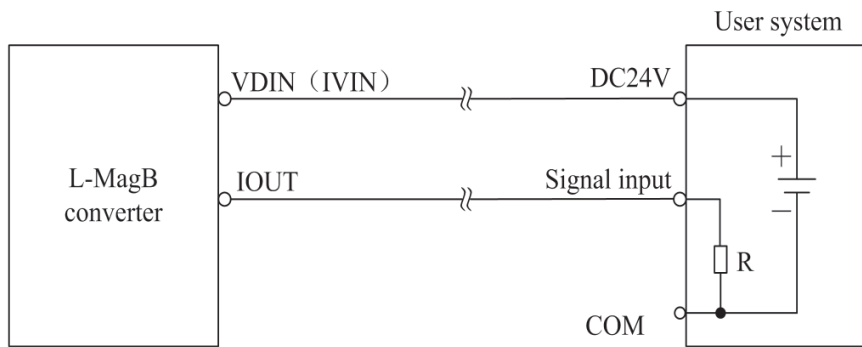 User system
VDIN（IVIN）
DC24V
+
L-MagB
converter
IOUT
Signal input
−
R
COM